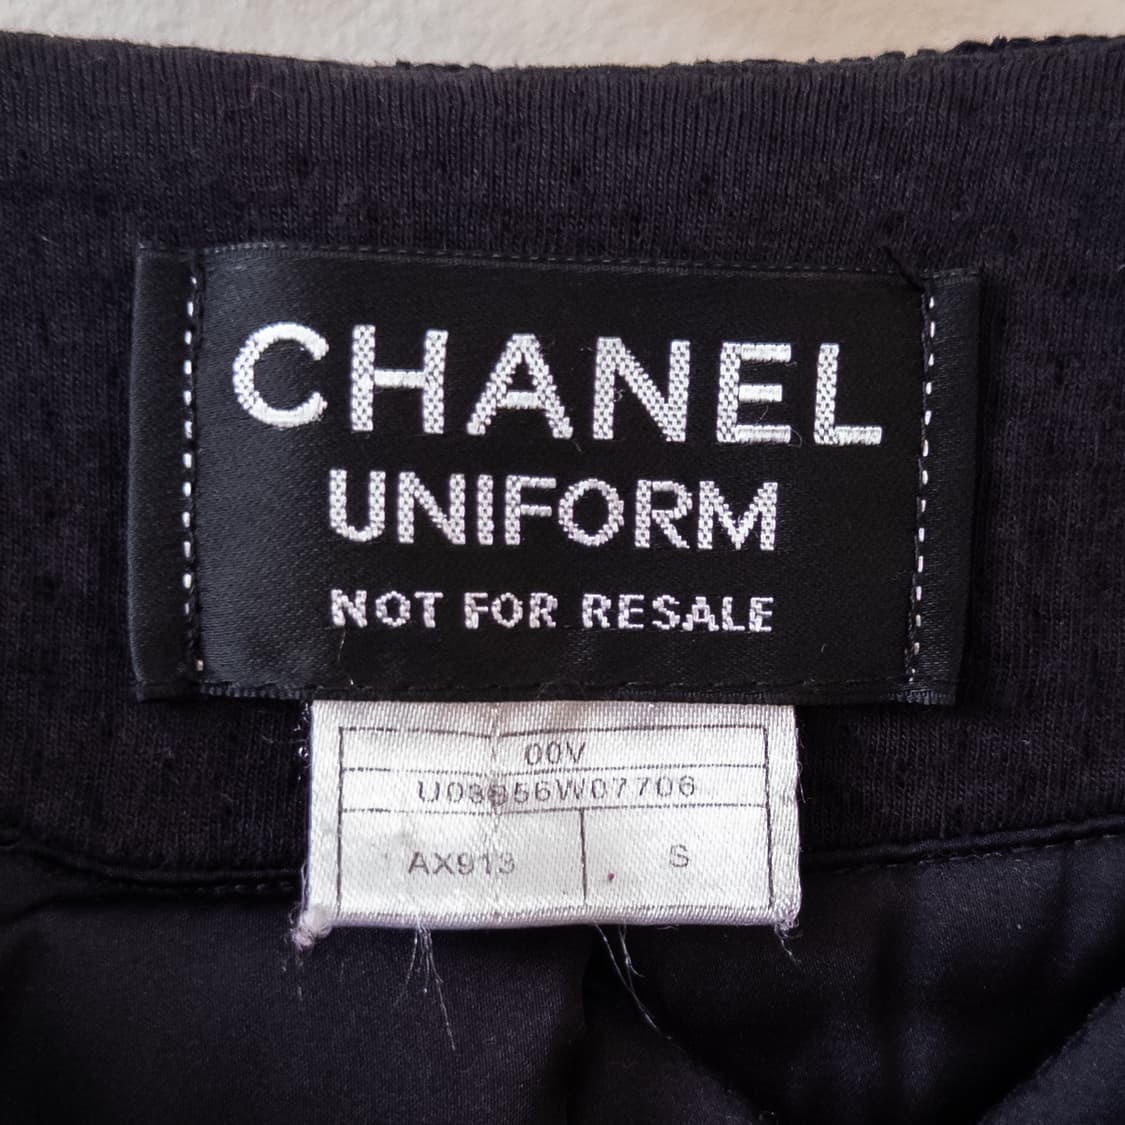 CHANEL
UNIFORM
NOT FOR RESALE
00V
AX913 S